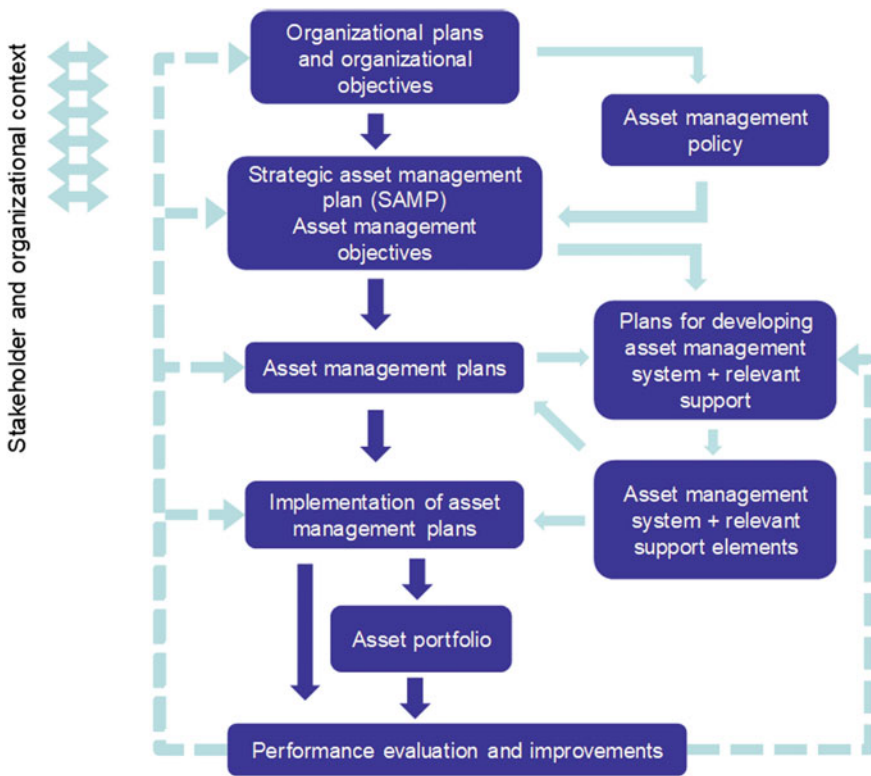 Stakeholder and organizational context
Organizational plans
and organizational
objectives
Asset management
policy
Strategic asset management
plan (SAMP)
Asset management
objectives
Plans for developing
asset management
system + relevant
support
Asset management plans
Implementation of asset
management plans
Asset management
system + relevant
support elements
Asset portfolio
Performance evaluation and improvements